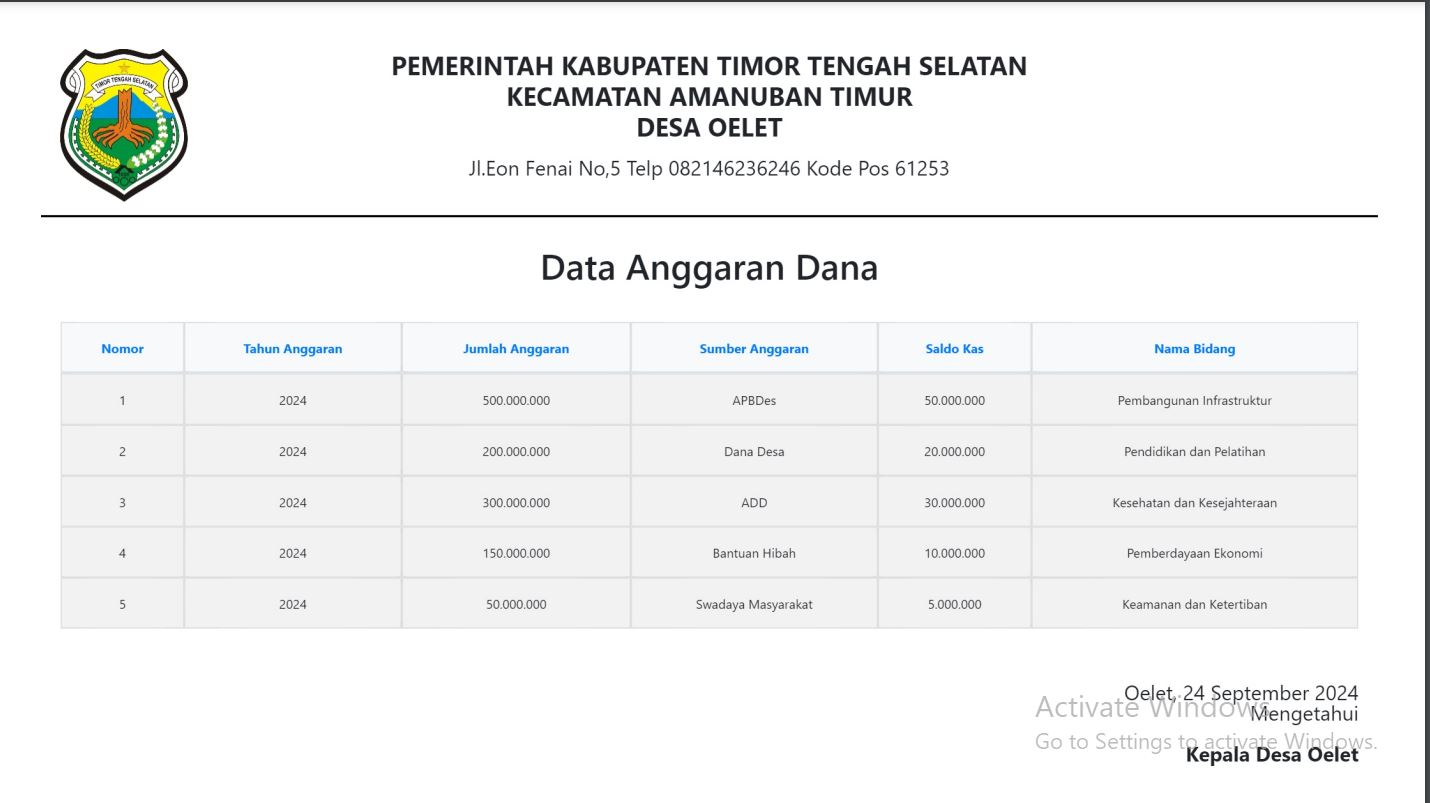 TIMOR TENGAH SELATAN
PEMERINTAH KABUPATEN TIMOR TENGAH SELATAN
KECAMATAN AMANUBAN TIMUR
DESA OELET
Jl.Eon Fenai No,5 Telp 082146236246 Kode Pos 61253
Data Anggaran Dana
Nomor Tahun Anggaran Jumlah Anggaran Sumber Anggaran Saldo Kas Nama Bidang
1 2024 500.000.000 APBDes 50.000.000 Pembangunan Infrastruktur
2 2024 200.000.000 Dana Desa 20.000.000 Pendidikan dan Pelatihan
3 2024 300.000.000 ADD 30.000.000 Kesehatan dan Kesejahteraan
4 2024 150.000.000 Bantuan Hibah 10.000.000 Pemberdayaan Ekonomi
5 2024 50.000.000 Swadaya Masyarakat 5.000.000 Keamanan dan Ketertiban
Oelet, 24 September 2024
Mengetahui
Kepala Desa Oelet
Activate Windows
Go to Settings to activate Windows.